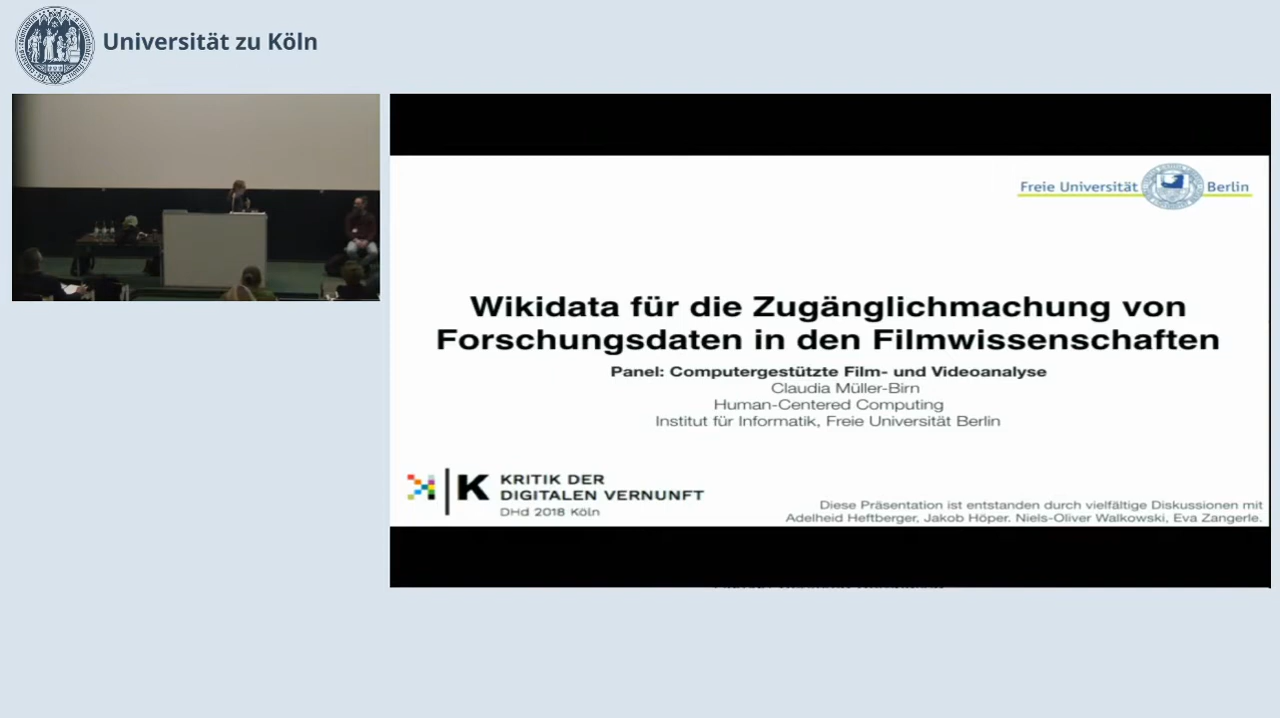 Universität zu Köln
Freie Universität Berlin
Wikidata für die Zugänglichmachung von
Forschungsdaten in den Filmwissenschaften
Panel: Computergestützte Film- und Videoanalyse
Claudia Müller-Birn
Human-Centered Computing
Institut für Informatik, Freie Universität Berlin
K KRITIK DER
DIGITALEN VERNUNFT
DHd 2018 Köln
Diese Präsentation ist entstanden durch vielfältige Diskussionen mit
Adelheid Heftberger, Jakob Höper, Niels-Oliver Walkowski, Eva Zangerle.